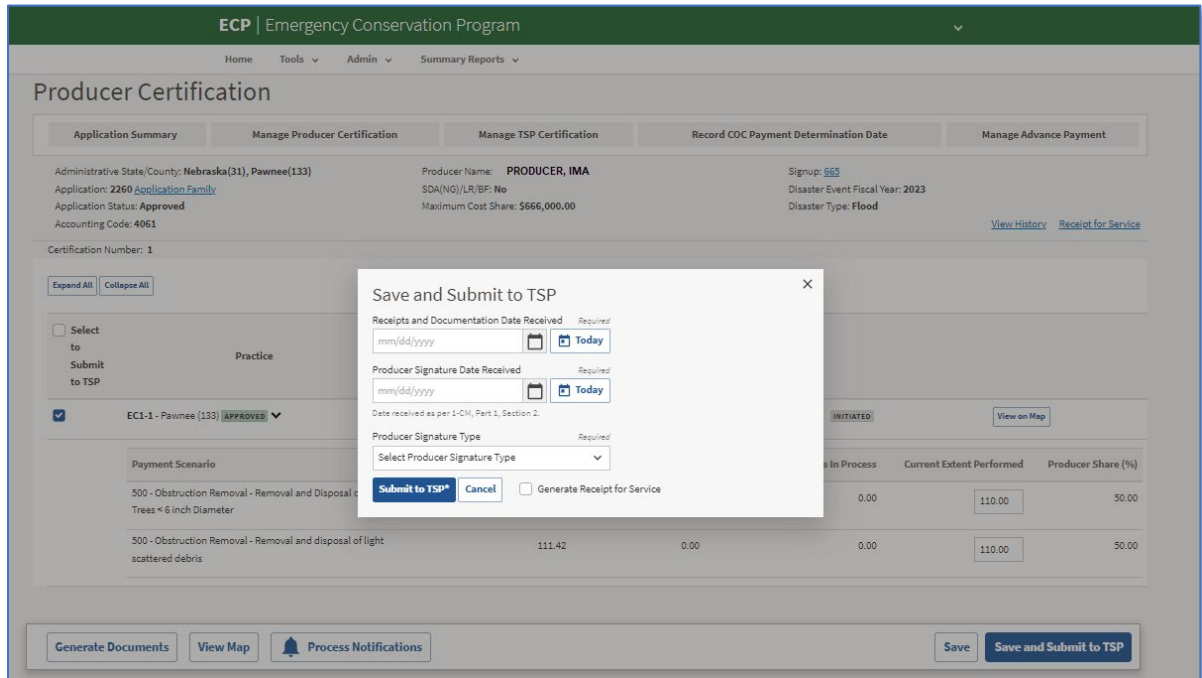 ECP | Emergency Conservation Program
Home Tools Admin Summary Reports
Producer Certification
Application Summary Manage Producer Certification Manage TSP Certification Record COC Payment Determination Date Manage Advance Payment
Administrative State/County: Nebraska(31), Pawnee(133) Producer Name: PRODUCER, IMA Signup: 665
Application: 2260 Application Family SDA(NG)/LR/BF: No Disaster Event Fiscal Year: 2023
Application Status: Approved Maximum Cost Share: $666,000.00 Disaster Type: Flood
Accounting Code: 4061 View History Receipt for Service
Certification Number: 1
Expand All Collapse All
Select
to
Submit
to TSP
Practice
EC1-1 - Pawnee (133) APPROVED INITIATED View on Map
Payment Scenario s In Process Current Extent Performed Producer Share (%)
500 - Obstruction Removal - Removal and Disposal 0.00 110.00 50.00
Trees < 6 inch Diameter
500 - Obstruction Removal - Removal and disposal of light 111.42 0.00 0.00 110.00 50.00
scattered debris
Save and Submit to TSP
Receipts and Documentation Date Received Required
mm/dd/yyyy Today
Producer Signature Date Received Required
mm/dd/yyyy Today
Date received as per 1-CM, Part 1, Section 2.
Producer Signature Type Required
Select Producer Signature Type
Submit to TSP* Cancel Generate Receipt for Service
Generate Documents View Map Process Notifications Save Save and Submit to TSP